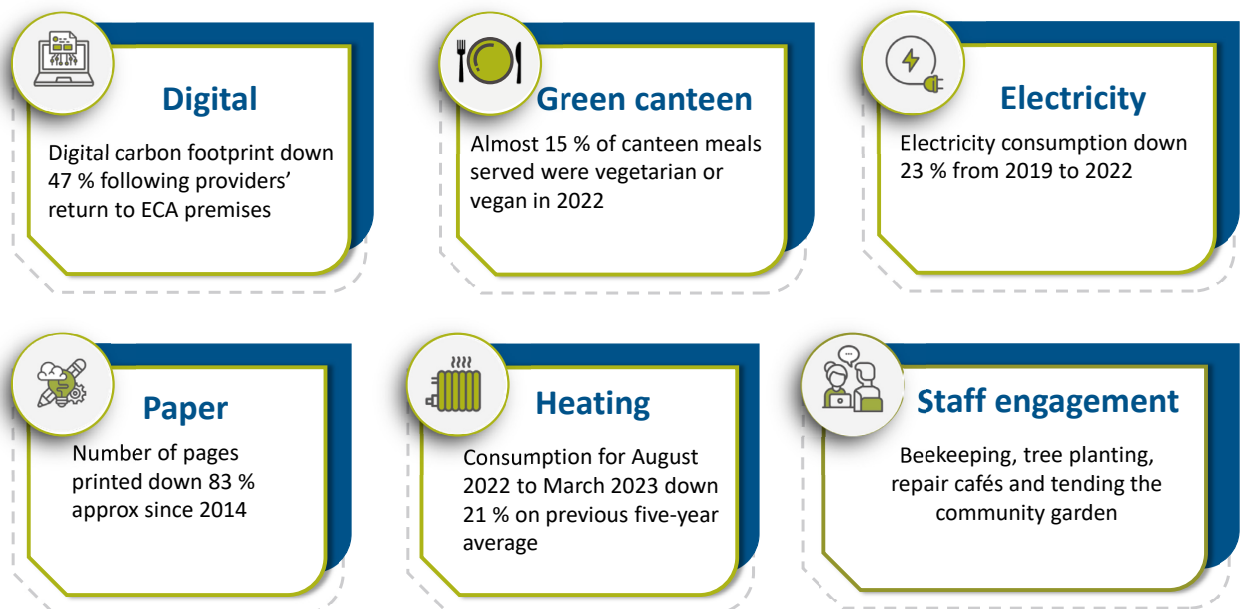 Digital
Digital carbon footprint down
47 % following providers’
return to ECA premises
Green canteen
Almost 15 % of canteen meals
served were vegetarian or
vegan in 2022
Electricity
Electricity consumption down
23 % from 2019 to 2022
Paper
Number of pages
printed down 83 %
approx since 2014
Heating
Consumption for August
2022 to March 2023 down
21 % on previous five-year
average
Staff engagement
Beekeeping, tree planting,
repair cafés and tending the
community garden